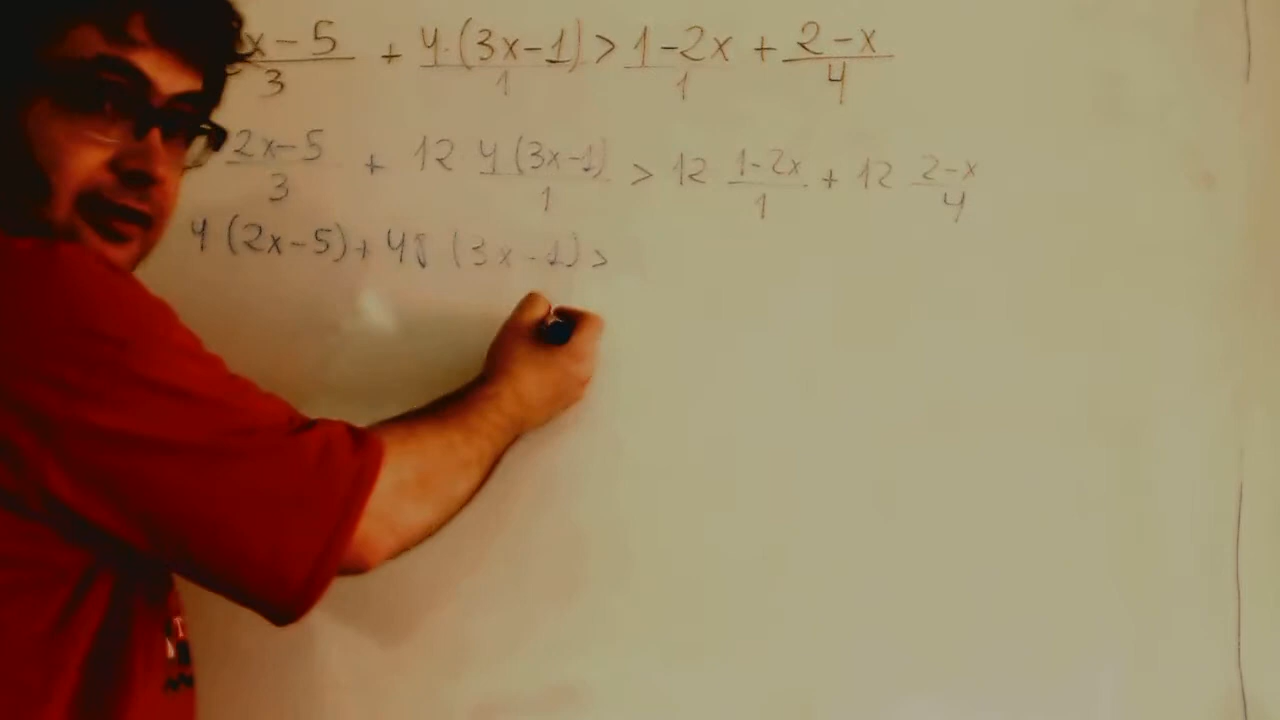 x-5/3 + 4·(3x-1)/1 > 1-2x/1 + 2-x/4
2x-5/3 + 12 4(3x-1)/1 > 12 1-2x/1 + 12 2-x/4
4(2x-5)+48(3x-1)>